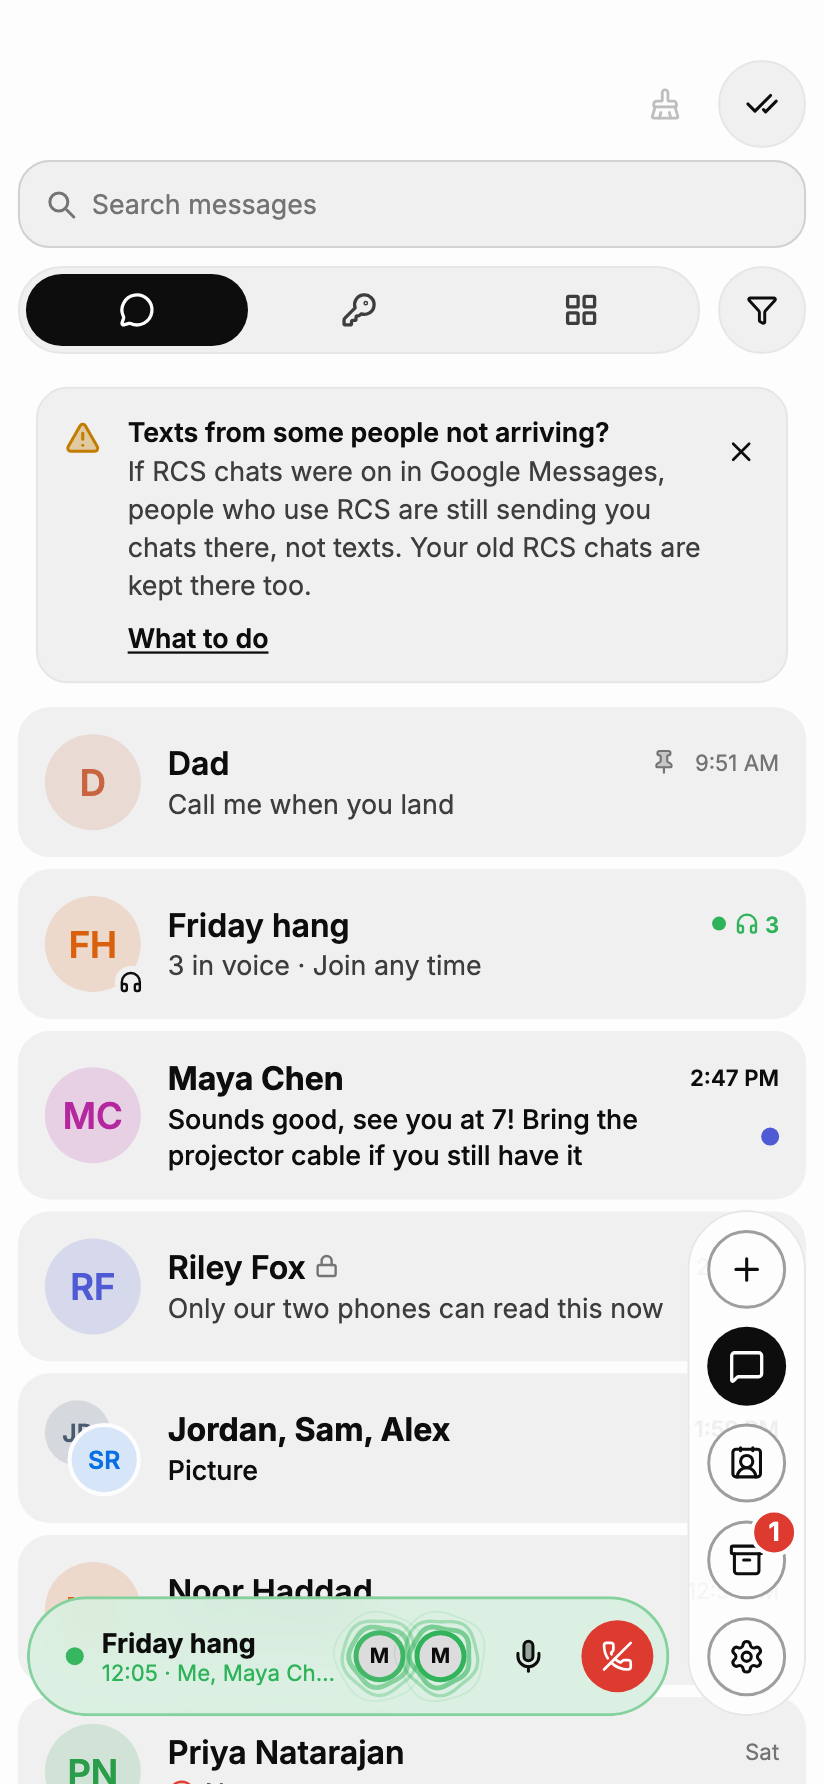 Search messages
Texts from some people not arriving?
If RCS chats were on in Google Messages,
people who use RCS are still sending you
chats there, not texts. Your old RCS chats are
kept there too.
What to do
D
Dad
9:51 AM
Call me when you land
FH
Friday hang
3
3 in voice · Join any time
MC
Maya Chen
2:47 PM
Sounds good, see you at 7! Bring the
projector cable if you still have it
RF
Riley Fox
Only our two phones can read this now
SR
Jordan, Sam, Alex
Picture
1
Noor Haddad
Friday hang
12:05 · Me, Maya Ch...
M
M
PN
Priya Natarajan
Sat